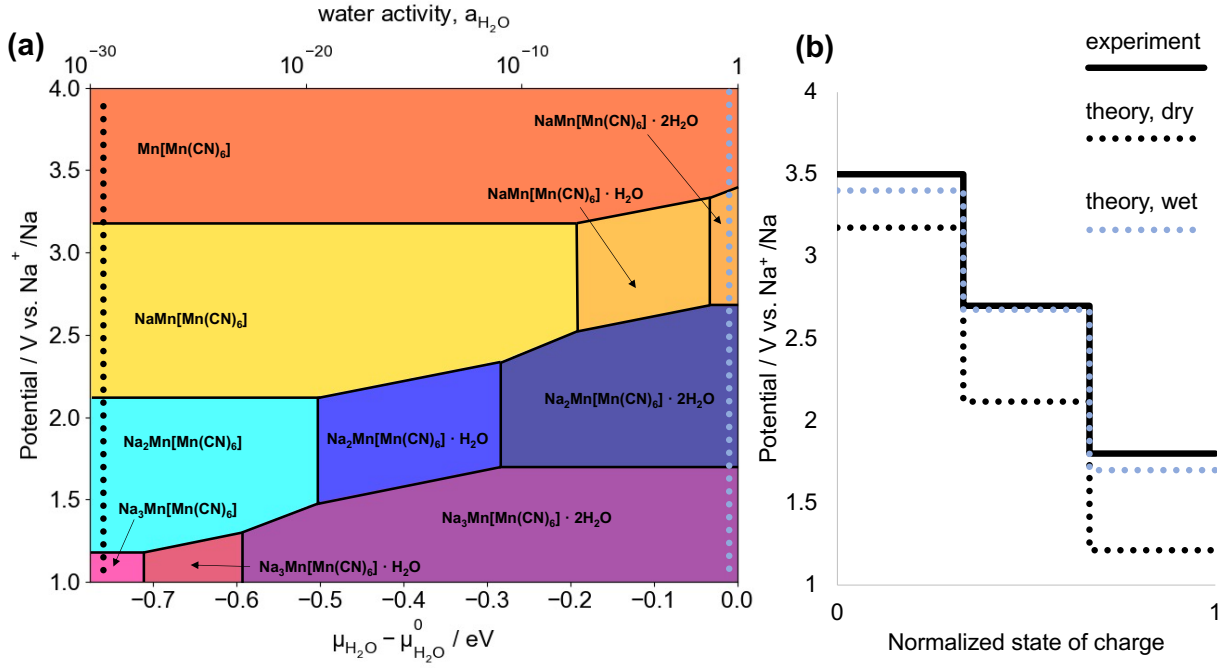 water activity, a_H₂O
(a)
10⁻³⁰
10⁻²⁰
10⁻¹⁰
1
4.0
3.5
3.0
2.5
2.0
1.5
1.0
Potential / V vs. Na⁺ /Na
Mn[Mn(CN)₆]
NaMn[Mn(CN)₆] · 2H₂O
NaMn[Mn(CN)₆] · H₂O
NaMn[Mn(CN)₆]
Na₂Mn[Mn(CN)₆] · 2H₂O
Na₂Mn[Mn(CN)₆]
Na₂Mn[Mn(CN)₆] · H₂O
Na₃Mn[Mn(CN)₆]
Na₃Mn[Mn(CN)₆] · 2H₂O
Na₃Mn[Mn(CN)₆] · H₂O
−0.7
−0.6
−0.5
−0.4
−0.3
−0.2
−0.1
0.0
μ_H₂O − μ⁰_H₂O / eV
(b)
experiment
theory, dry
theory, wet
4
3.5
3
2.5
2
1.5
1
Potential / V vs. Na⁺ /Na
0
1
Normalized state of charge